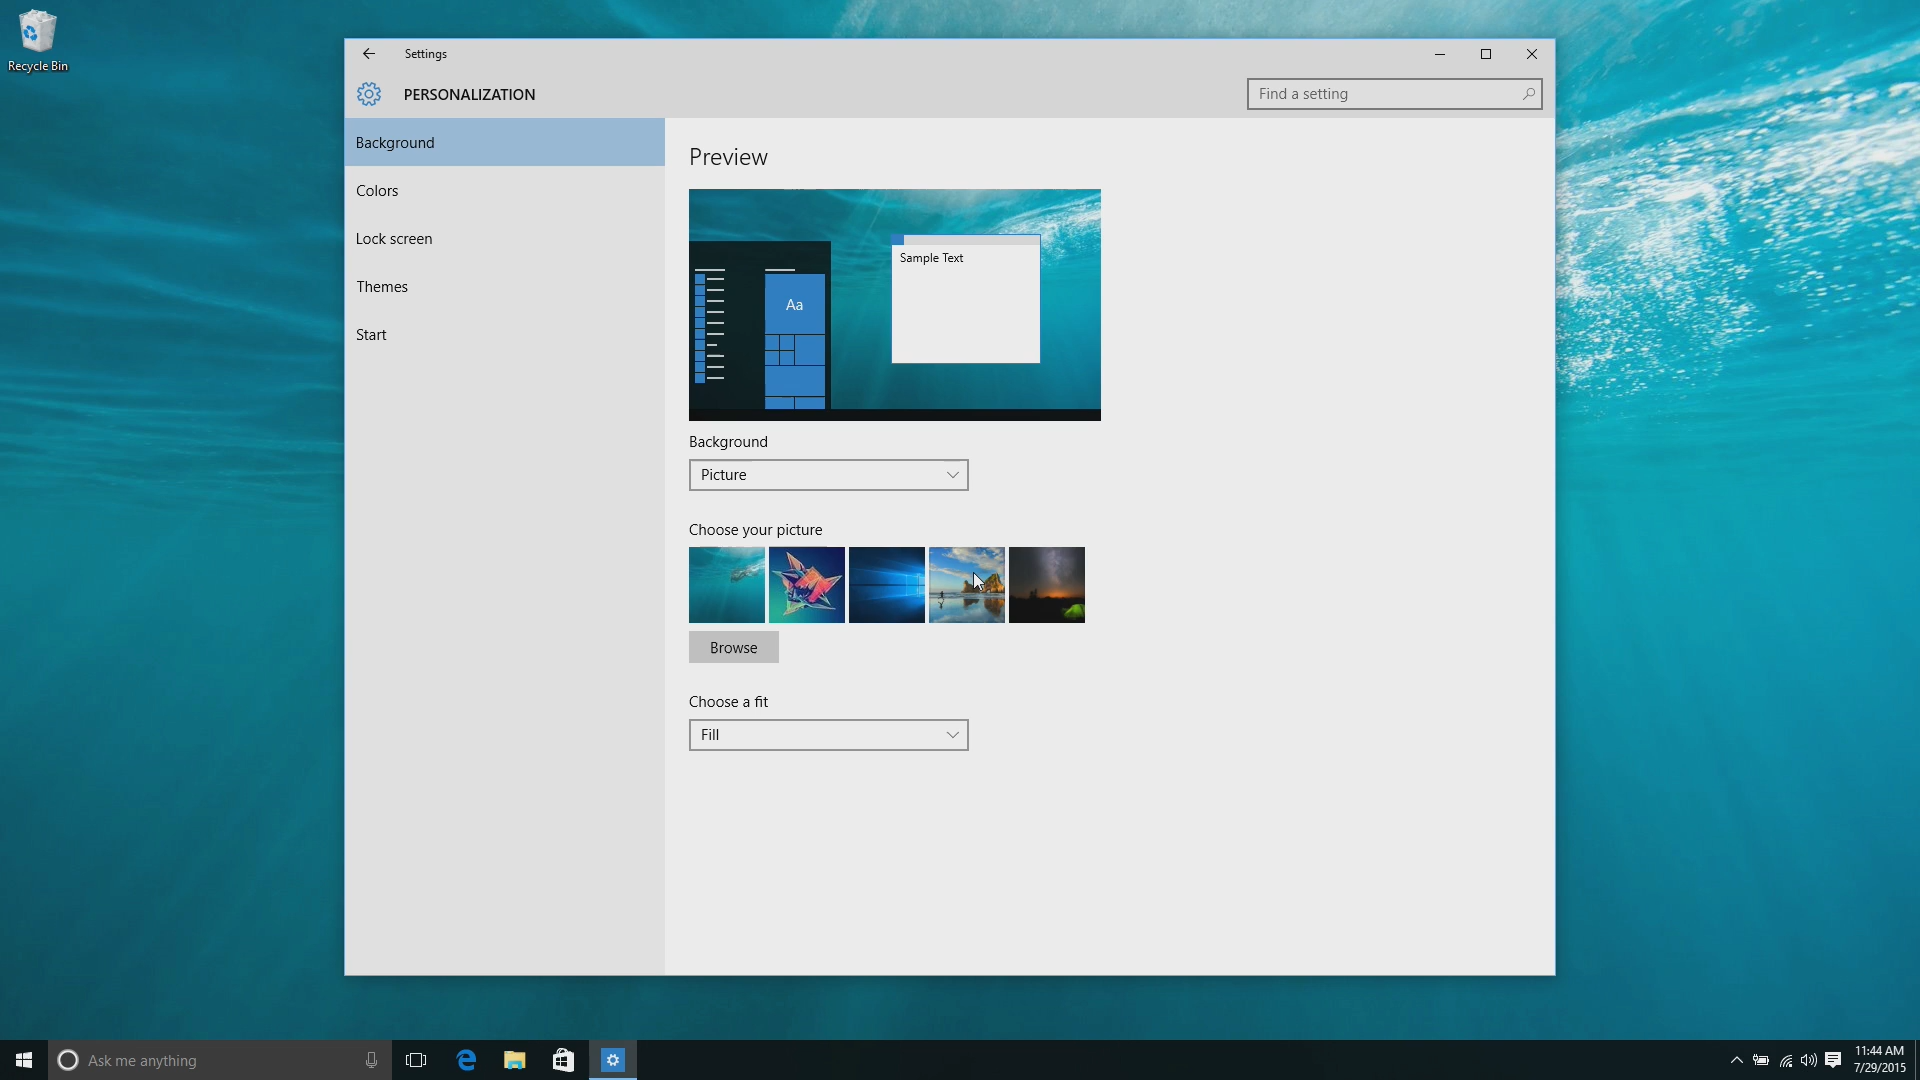 Recycle Bin
Settings
PERSONALIZATION
Find a setting
Background
Colors
Lock screen
Themes
Start
Preview
Sample Text
Aa
Background
Picture
Choose your picture
Browse
Choose a fit
Fill
Ask me anything
11:44 AM
7/29/2015